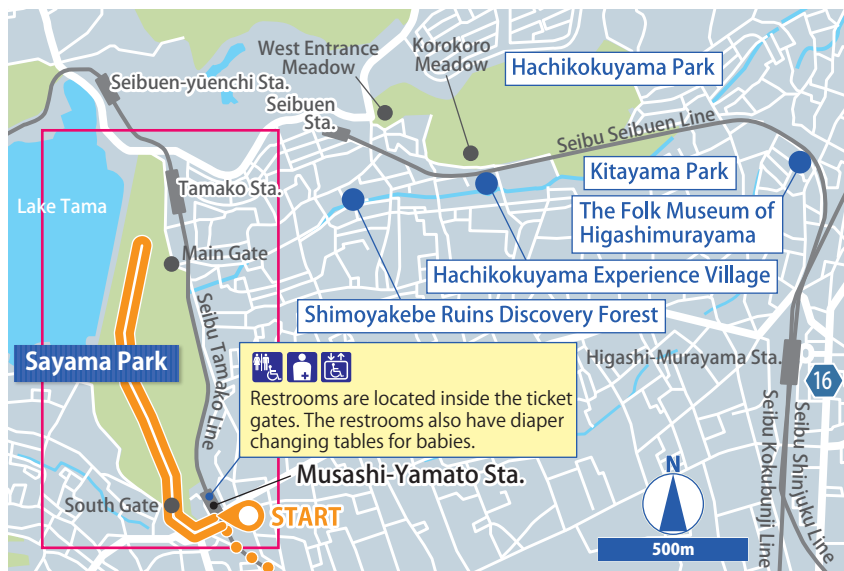 West Entrance
Meadow
Korokoro
Meadow
Hachikokuyama Park
Seibuen-yūenchi Sta.
Seibuen
Sta.
Seibu Seibuen Line
Kitayama Park
Tamako Sta.
Lake Tama
The Folk Museum of
Higashimurayama
Main Gate
Hachikokuyama Experience Village
Seibu Tamako Line
Shimoyakebe Ruins Discovery Forest
Sayama Park
Higashi-Murayama Sta.
16
Restrooms are located inside the ticket
gates. The restrooms also have diaper
changing tables for babies.
Seibu Kokubunji Line
Seibu Shinjuku Line
Musashi-Yamato Sta.
N
South Gate
START
500m